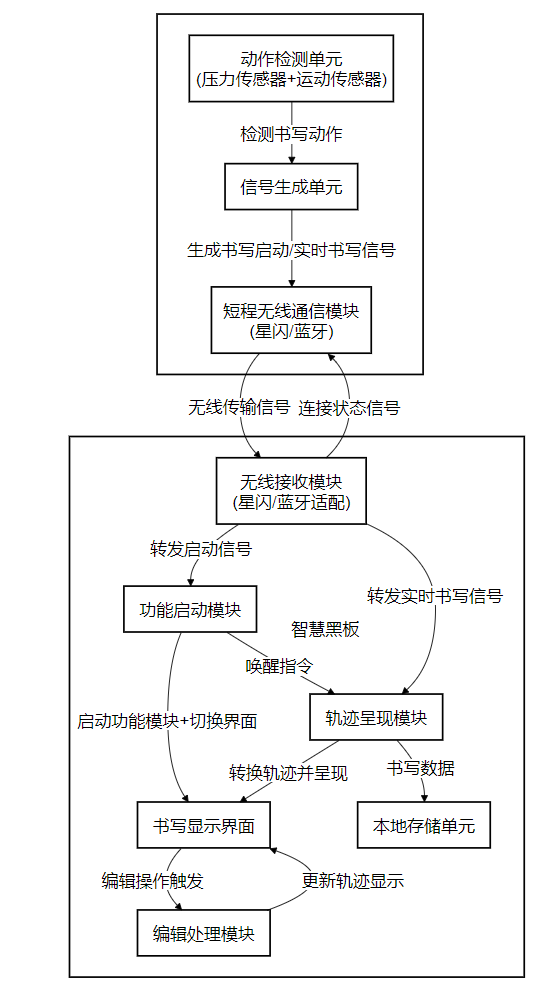 动作检测单元
(压力传感器+运动传感器)
检测书写动作
信号生成单元
生成书写启动/实时书写信号
短程无线通信模块
(星闪/蓝牙)
无线传输信号
连接状态信号
无线接收模块
(星闪/蓝牙适配)
转发启动信号
功能启动模块
转发实时书写信号
智慧黑板
唤醒指令
轨迹呈现模块
启动功能模块+切换界面
转换轨迹并呈现
书写数据
书写显示界面
本地存储单元
编辑操作触发
更新轨迹显示
编辑处理模块